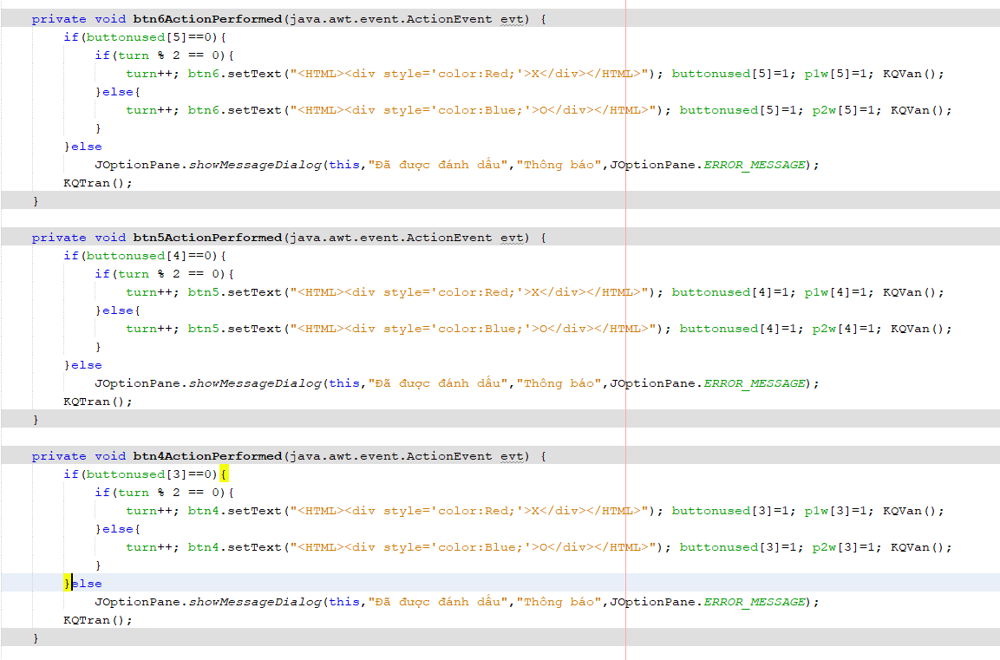 private void btn6ActionPerformed(java.awt.event.ActionEvent evt) {
if(buttonused[5]==0){
if(turn % 2 == 0){
turn++; btn6.setText("<HTML><div style='color:Red;'>X</div></HTML>"); buttonused[5]=1; p1w[5]=1; KQVan();
}else{
turn++; btn6.setText("<HTML><div style='color:Blue;'>O</div></HTML>"); buttonused[5]=1; p2w[5]=1; KQVan();
}
}else
JOptionPane.showMessageDialog(this,"Đã được đánh dấu","Thông báo",JOptionPane.ERROR_MESSAGE);
KQTran();
}
private void btn5ActionPerformed(java.awt.event.ActionEvent evt) {
if(buttonused[4]==0){
if(turn % 2 == 0){
turn++; btn5.setText("<HTML><div style='color:Red;'>X</div></HTML>"); buttonused[4]=1; p1w[4]=1; KQVan();
}else{
turn++; btn5.setText("<HTML><div style='color:Blue;'>O</div></HTML>"); buttonused[4]=1; p2w[4]=1; KQVan();
}
}else
JOptionPane.showMessageDialog(this,"Đã được đánh dấu","Thông báo",JOptionPane.ERROR_MESSAGE);
KQTran();
}
private void btn4ActionPerformed(java.awt.event.ActionEvent evt) {
if(buttonused[3]==0){
if(turn % 2 == 0){
turn++; btn4.setText("<HTML><div style='color:Red;'>X</div></HTML>"); buttonused[3]=1; p1w[3]=1; KQVan();
}else{
turn++; btn4.setText("<HTML><div style='color:Blue;'>O</div></HTML>"); buttonused[3]=1; p2w[3]=1; KQVan();
}
}else
JOptionPane.showMessageDialog(this,"Đã được đánh dấu","Thông báo",JOptionPane.ERROR_MESSAGE);
KQTran();
}